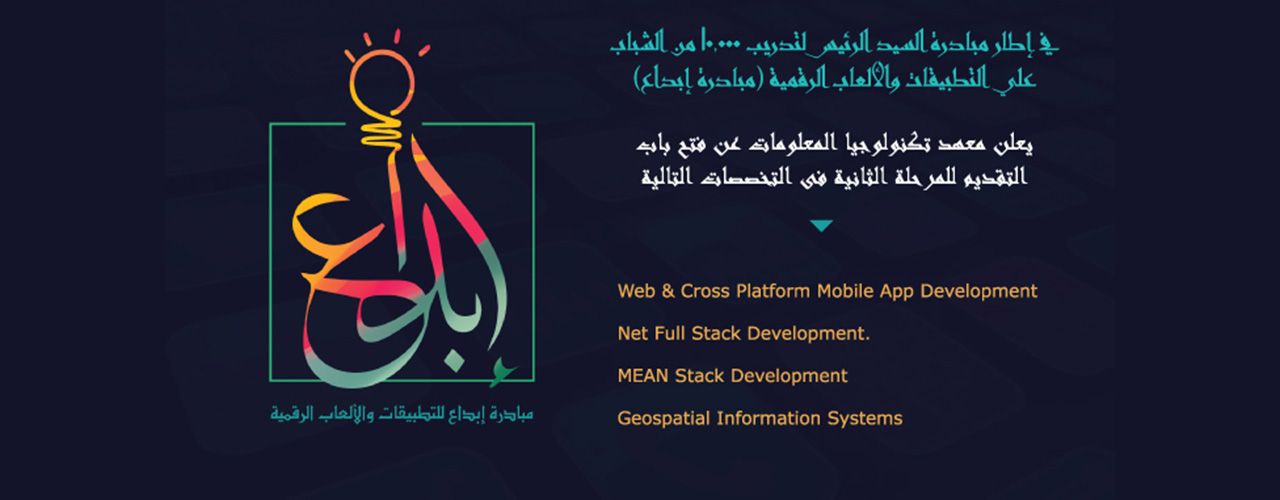 في إطار مبادرة السيد الرئيس لتدريب ١٠,٠٠٠ من الشباب
علي التطبيقات والألعاب الرقمية (مبادرة إبداع)
يعلن معهد تكنولوجيا المعلومات عن فتح باب
التقديم للمرحلة الثانية فى التخصصات التالية
Web & Cross Platform Mobile App Development
Net Full Stack Development.
MEAN Stack Development
Geospatial Information Systems
إبداع
مبادرة إبداع للتطبيقات والألعاب الرقمية